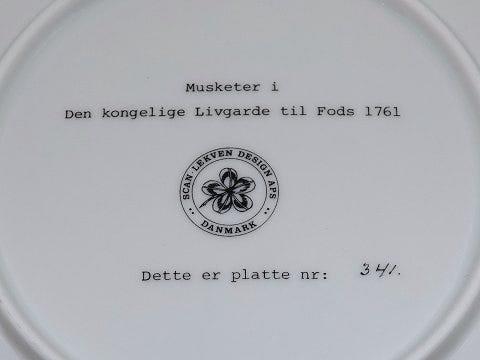 Musketer i
Den kongelige Livgarde til Fods 1761
SCAN LEKVEN DESIGN APS
DANMARK
Dette er platte nr: 341.